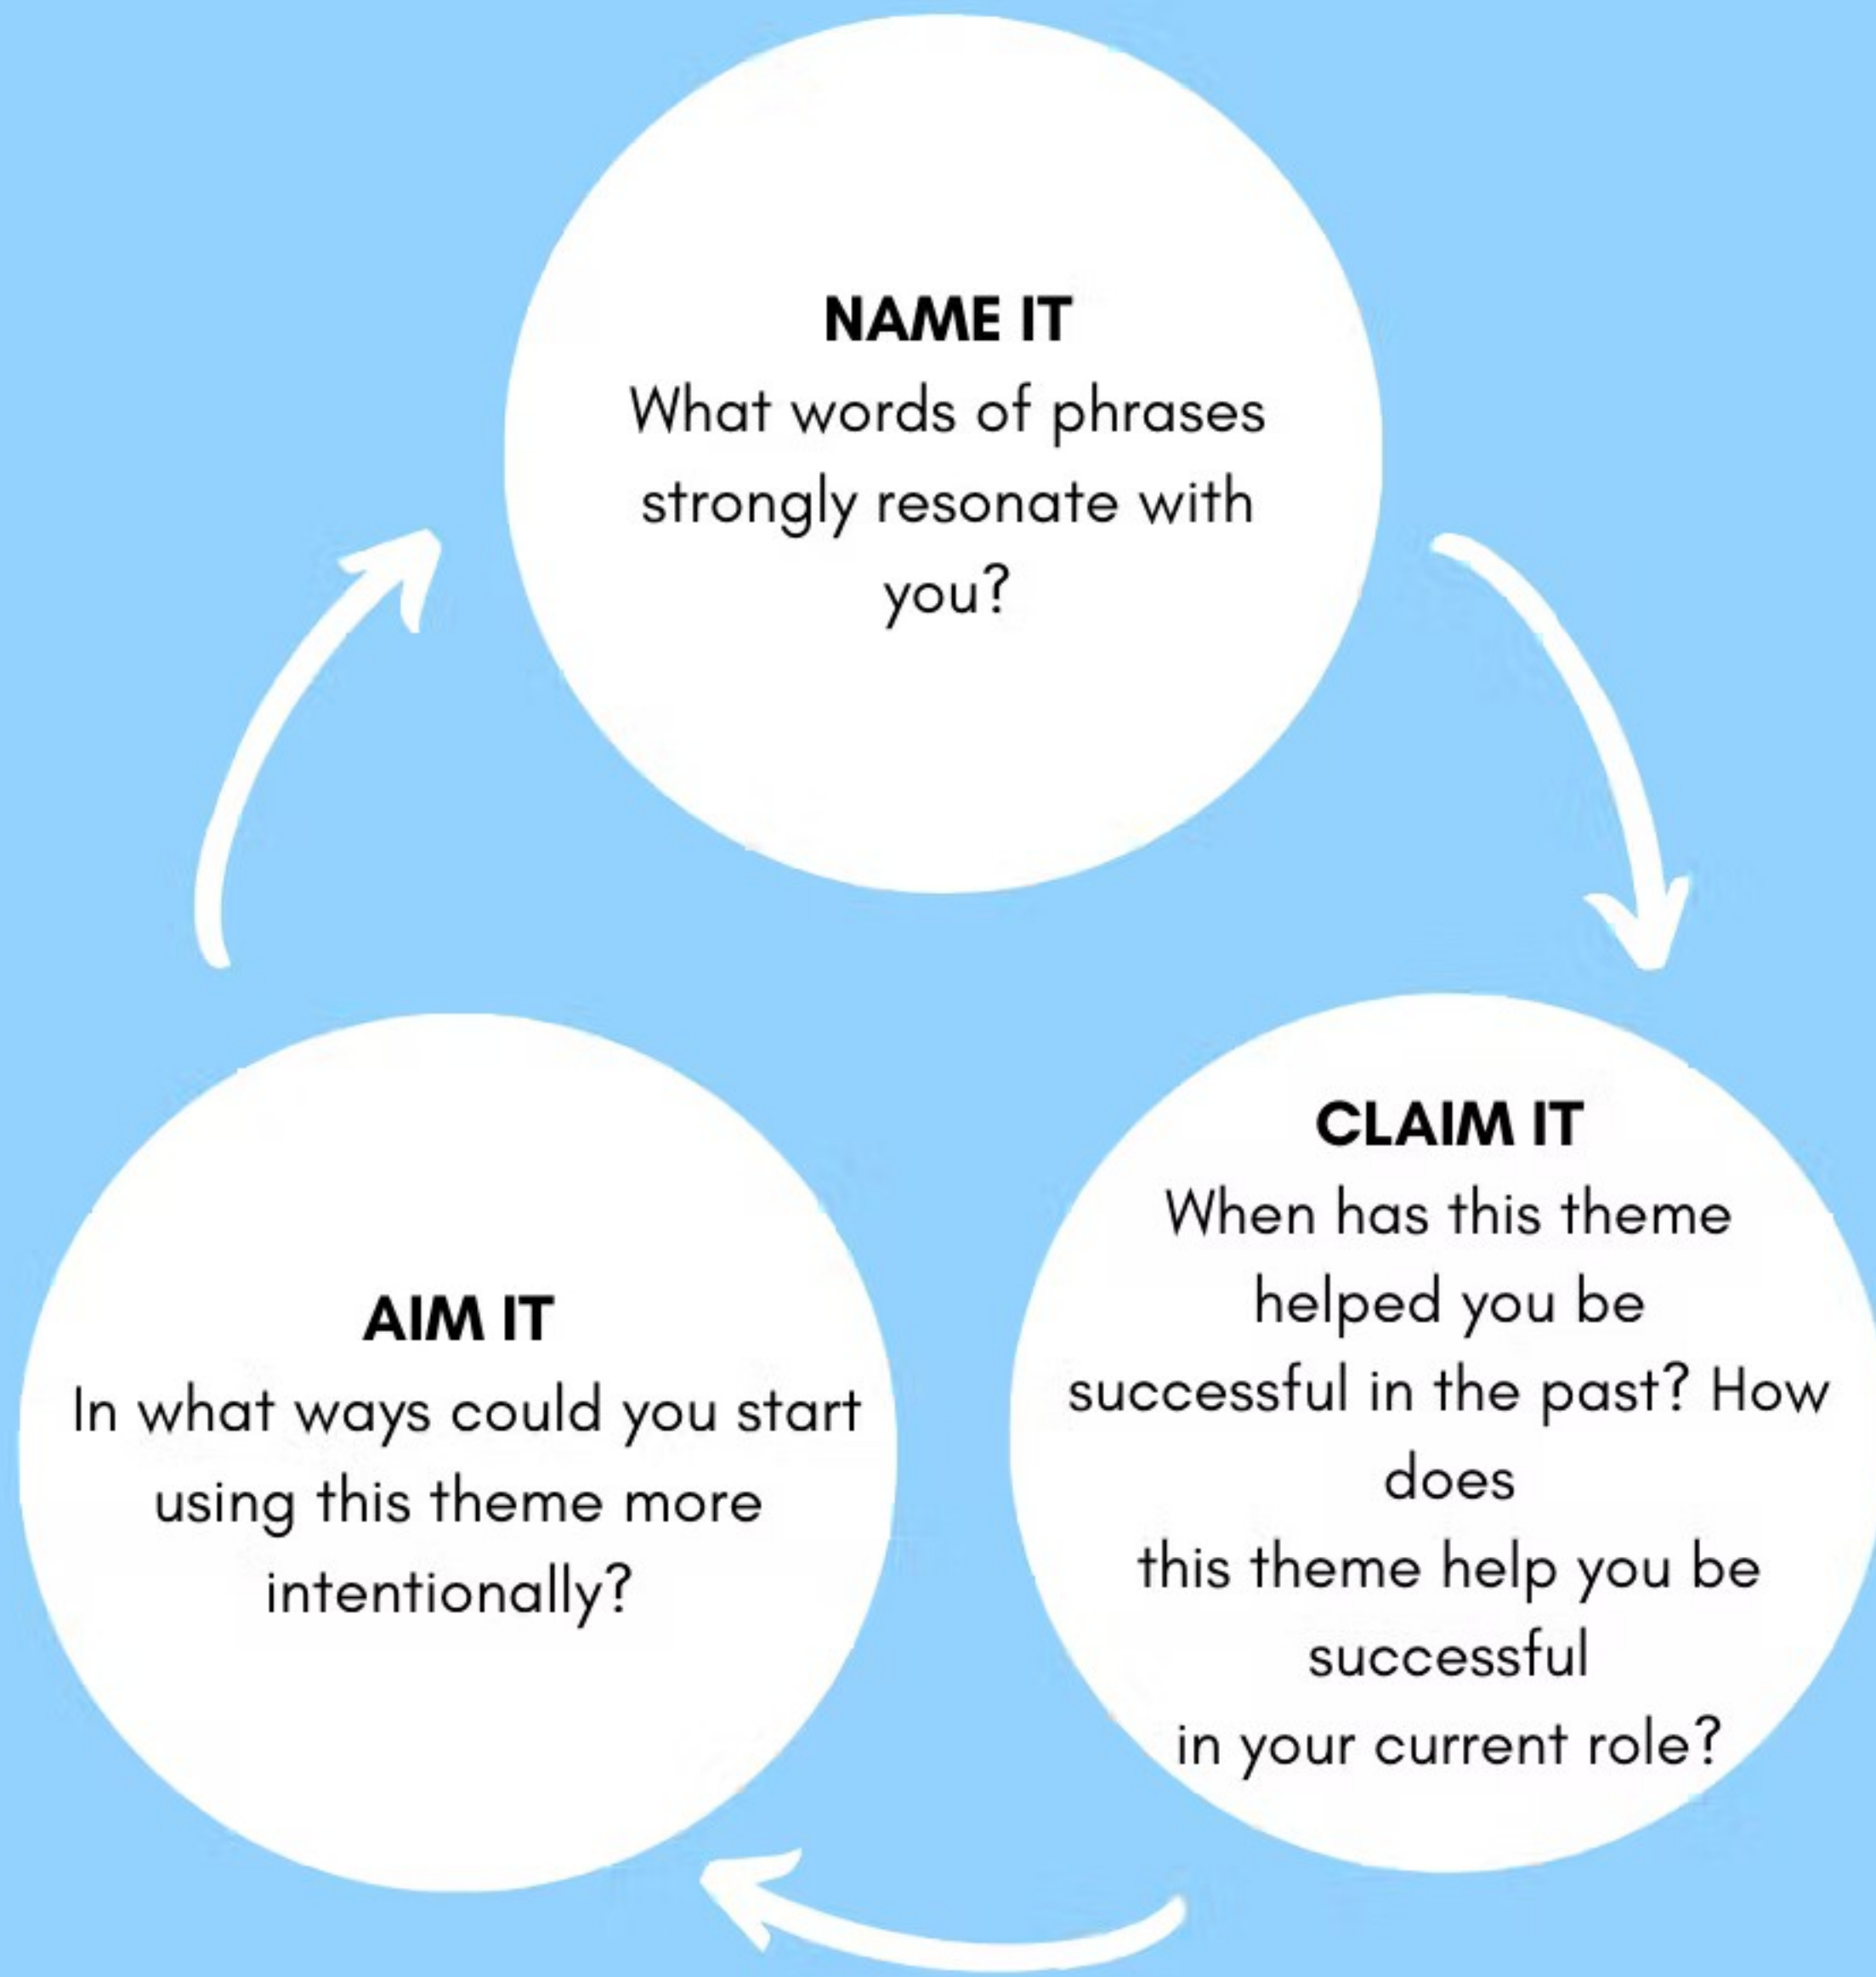 NAME IT
What words of phrases
strongly resonate with
you?
CLAIM IT
When has this theme
helped you be
successful in the past? How
does
this theme help you be
successful
in your current role?
AIM IT
In what ways could you start
using this theme more
intentionally?